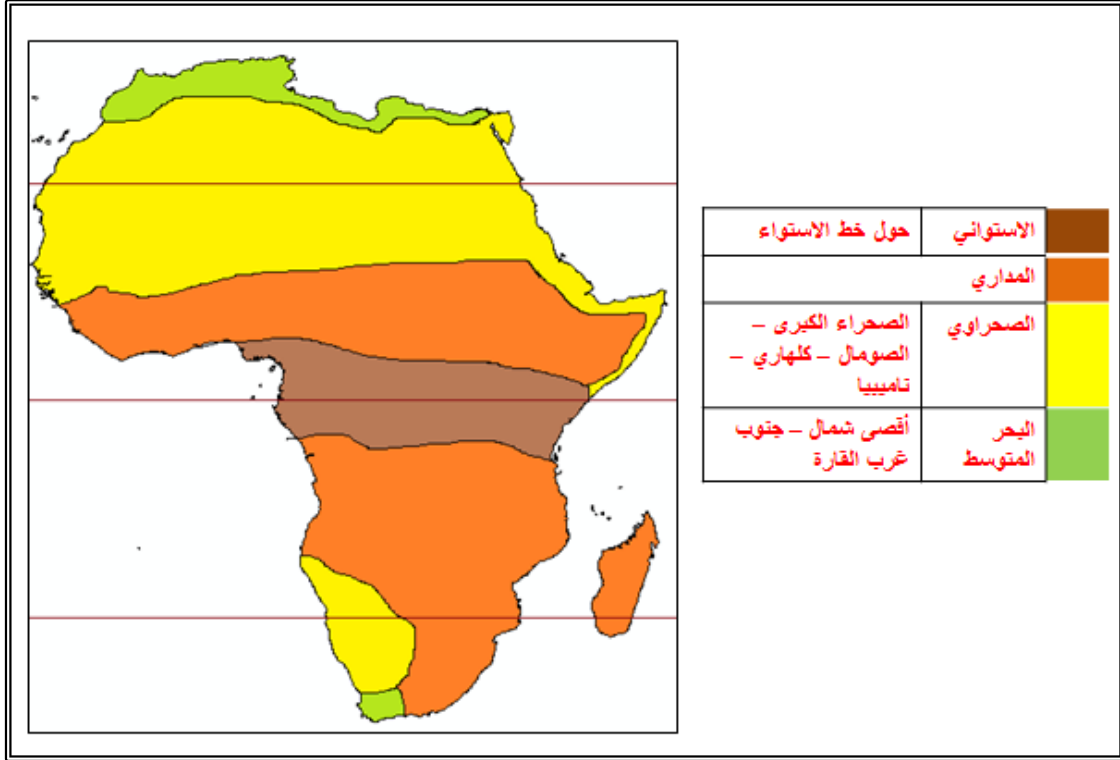 الاستوائي
حول خط الاستواء
المداري
الصحراوي
الصحراء الكبرى –
الصومال – كلهاري –
ناميبيا
البحر
المتوسط
أقصى شمال – جنوب
غرب القارة